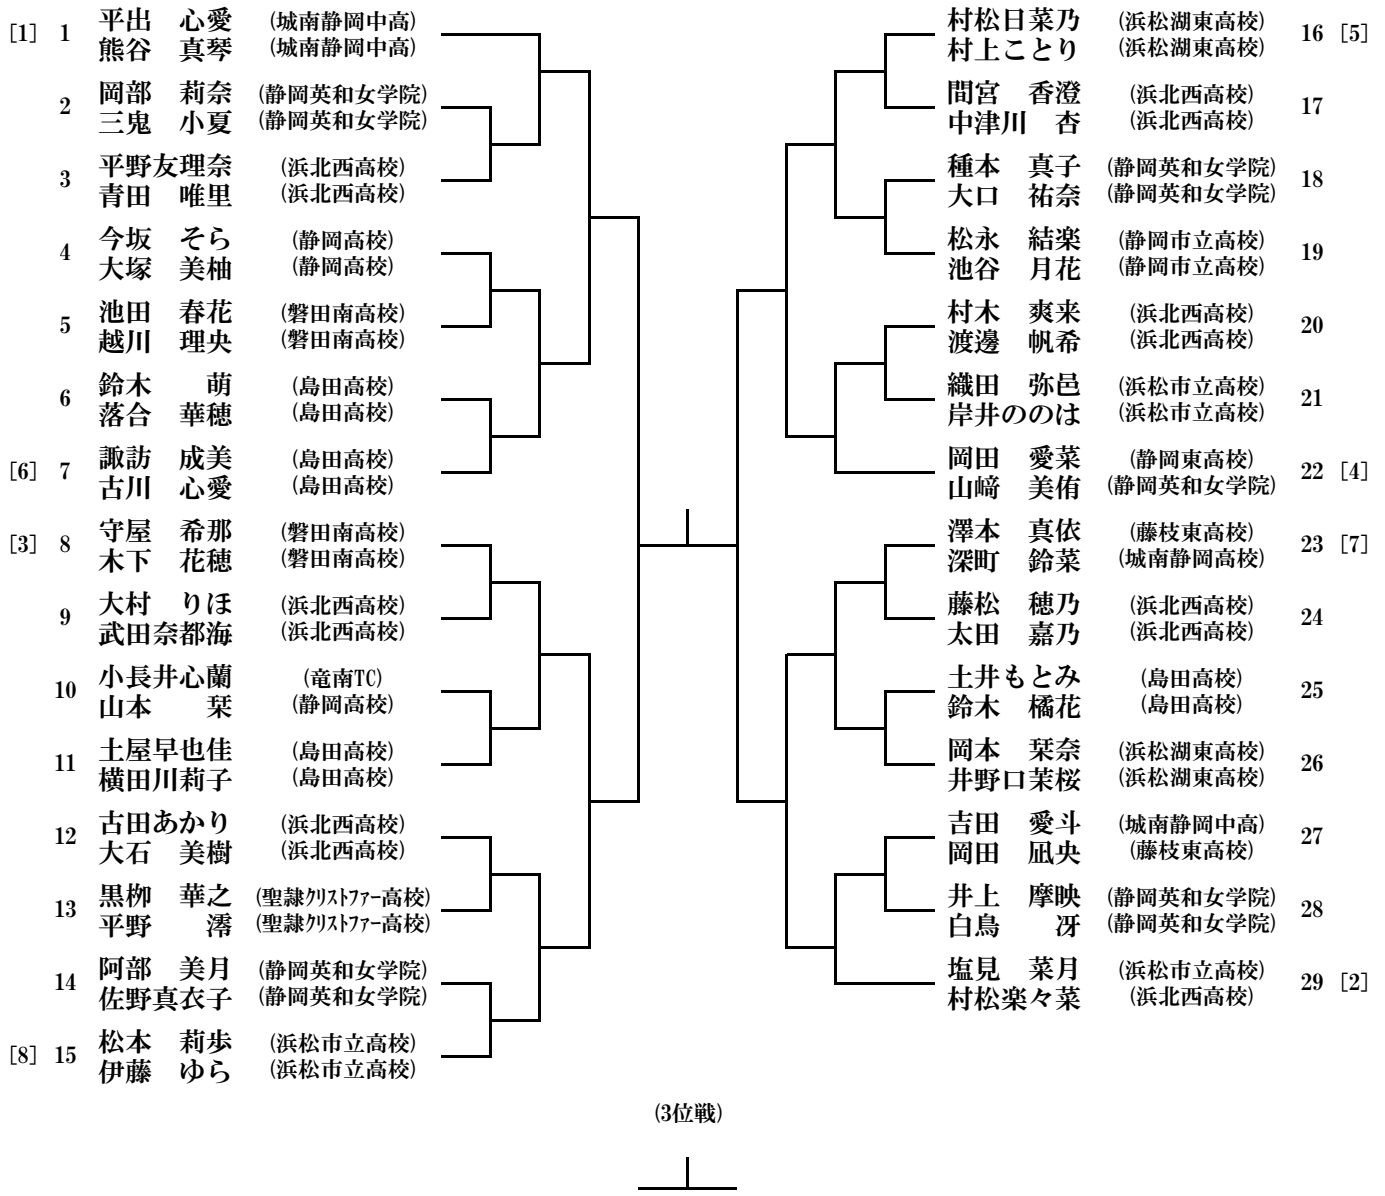 [1] 1 平出 心愛 (城南静岡中高)
熊谷 真琴 (城南静岡中高)
2 岡部 莉奈 (静岡英和女学院)
三鬼 小夏 (静岡英和女学院)
3 平野友理奈 (浜北西高校)
青田 唯里 (浜北西高校)
4 今坂 そら (静岡高校)
大塚 美柚 (静岡高校)
5 池田 春花 (磐田南高校)
越川 理央 (磐田南高校)
6 鈴木 萌 (島田高校)
落合 華穂 (島田高校)
[6] 7 諏訪 成美 (島田高校)
古川 心愛 (島田高校)
[3] 8 守屋 希那 (磐田南高校)
木下 花穂 (磐田南高校)
9 大村 りほ (浜北西高校)
武田奈都海 (浜北西高校)
10 小長井心蘭 (竜南TC)
山本 栞 (静岡高校)
11 土屋早也佳 (島田高校)
横田川莉子 (島田高校)
12 古田あかり (浜北西高校)
大石 美樹 (浜北西高校)
13 黒栁 華之 (聖隷クリストファー高校)
平野 澪 (聖隷クリストファー高校)
14 阿部 美月 (静岡英和女学院)
佐野真衣子 (静岡英和女学院)
[8] 15 松本 莉歩 (浜松市立高校)
伊藤 ゆら (浜松市立高校)
村松日菜乃 (浜松湖東高校) 16 [5]
村上ことり (浜松湖東高校)
間宮 香澄 (浜北西高校) 17
中津川 杏 (浜北西高校)
種本 真子 (静岡英和女学院) 18
大口 祐奈 (静岡英和女学院)
松永 結楽 (静岡市立高校) 19
池谷 月花 (静岡市立高校)
村木 爽来 (浜北西高校) 20
渡邊 帆希 (浜北西高校)
織田 弥邑 (浜松市立高校) 21
岸井ののは (浜松市立高校)
岡田 愛菜 (静岡東高校) 22 [4]
山﨑 美侑 (静岡英和女学院)
澤本 真依 (藤枝東高校) 23 [7]
深町 鈴菜 (城南静岡高校)
藤松 穂乃 (浜北西高校) 24
太田 嘉乃 (浜北西高校)
土井もとみ (島田高校) 25
鈴木 橘花 (島田高校)
岡本 栞奈 (浜松湖東高校) 26
井野口茉桜 (浜松湖東高校)
吉田 愛斗 (城南静岡中高) 27
岡田 凪央 (藤枝東高校)
井上 摩映 (静岡英和女学院) 28
白鳥 冴 (静岡英和女学院)
塩見 菜月 (浜松市立高校) 29 [2]
村松楽々菜 (浜北西高校)
(3位戦)